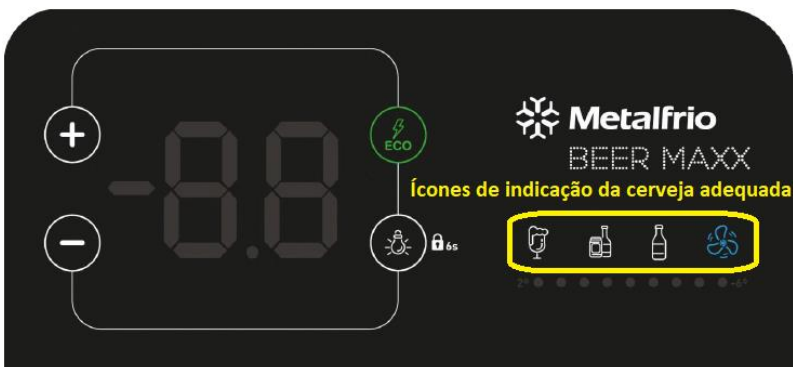 +
-8.8
ECO
Metalfrio
BEER MAXX
Ícones de indicação da cerveja adequada
-
6s
2° -6°